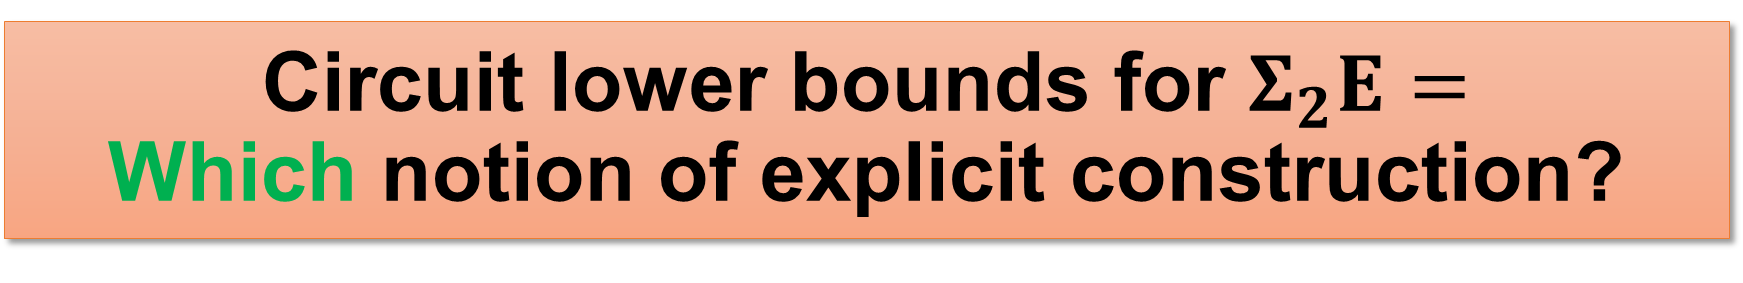 Circuit lower bounds for Σ₂E =
Which notion of explicit construction?